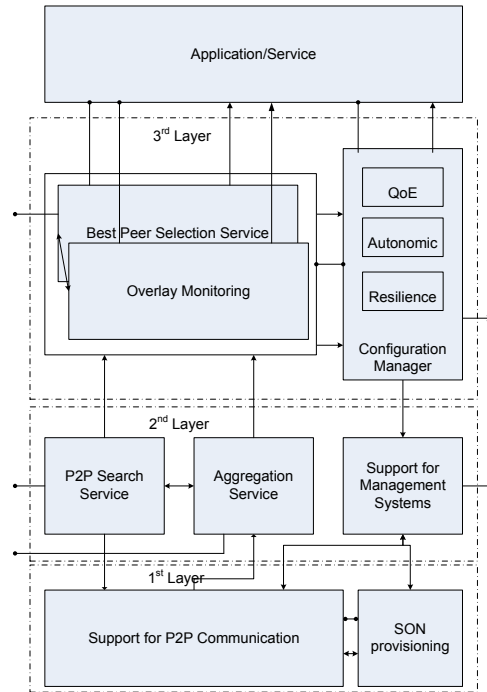 Application/Service
3rd Layer
QoE
Best Peer Selection Service
Autonomic
Overlay Monitoring
Resilience
Configuration
Manager
2nd Layer
P2P Search
Service
Aggregation
Service
Support for
Management
Systems
1st Layer
Support for P2P Communication
SON
provisioning